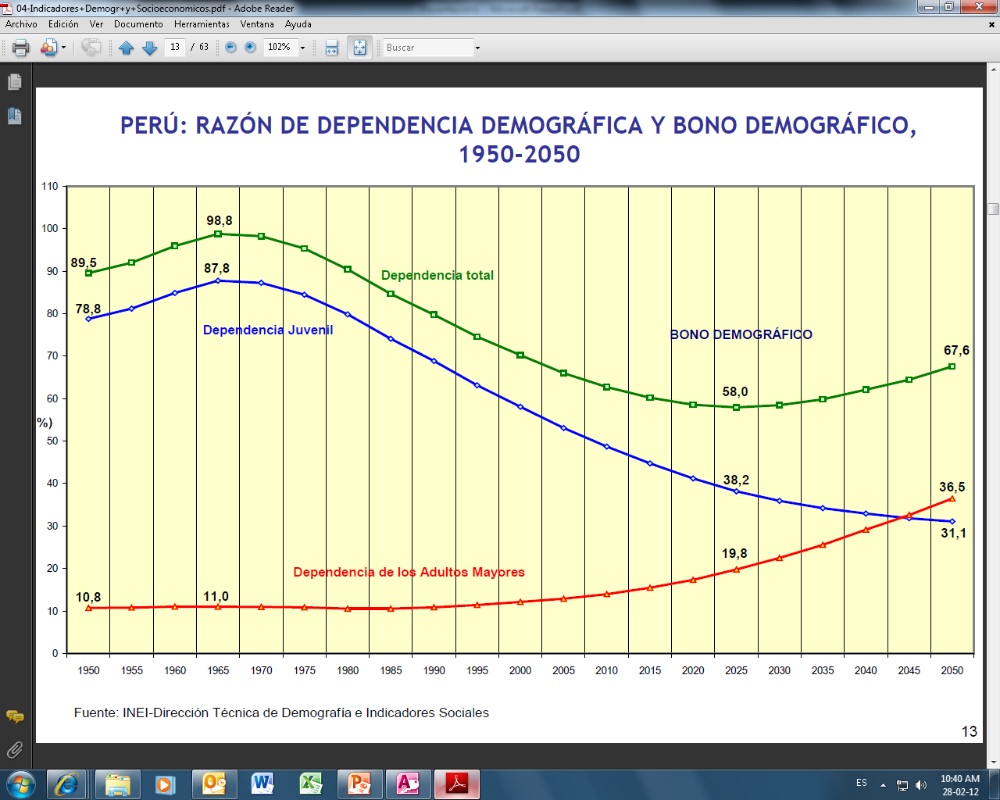 04-Indicadores+Demogr+y+Socioeconomicos.pdf - Adobe Reader
Archivo Edición Ver Documento Herramientas Ventana Ayuda
13 / 63 102% Buscar
PERÚ: RAZÓN DE DEPENDENCIA DEMOGRÁFICA Y BONO DEMOGRÁFICO,
1950-2050
110
100
90
80
70
60
%)
50
40
30
20
10
0
89,5
98,8
58,0
67,6
Dependencia total
78,8
87,8
38,2
31,1
Dependencia Juvenil
BONO DEMOGRÁFICO
10,8
11,0
19,8
36,5
Dependencia de los Adultos Mayores
1950 1955 1960 1965 1970 1975 1980 1985 1990 1995 2000 2005 2010 2015 2020 2025 2030 2035 2040 2045 2050
Fuente: INEI-Dirección Técnica de Demografía e Indicadores Sociales
13
ES
10:40 AM
28-02-12